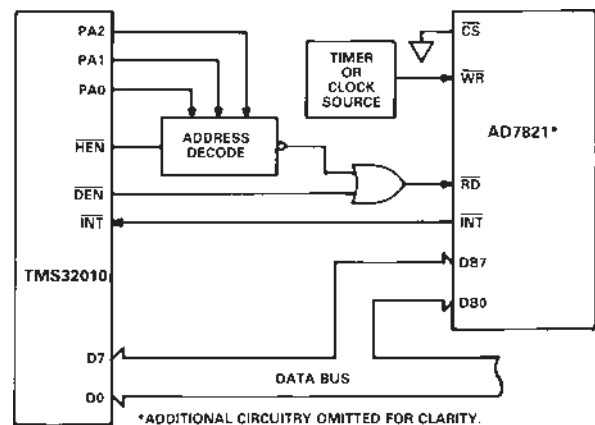 PA2
PA1
PA0
HEN
DEN
INT
TMS32010
D7
D0
ADDRESS
DECODE
TIMER
OR
CLOCK
SOURCE
CS
WR
AD7821*
RD
INT
DB7
DB0
DATA BUS
*ADDITIONAL CIRCUITRY OMITTED FOR CLARITY.